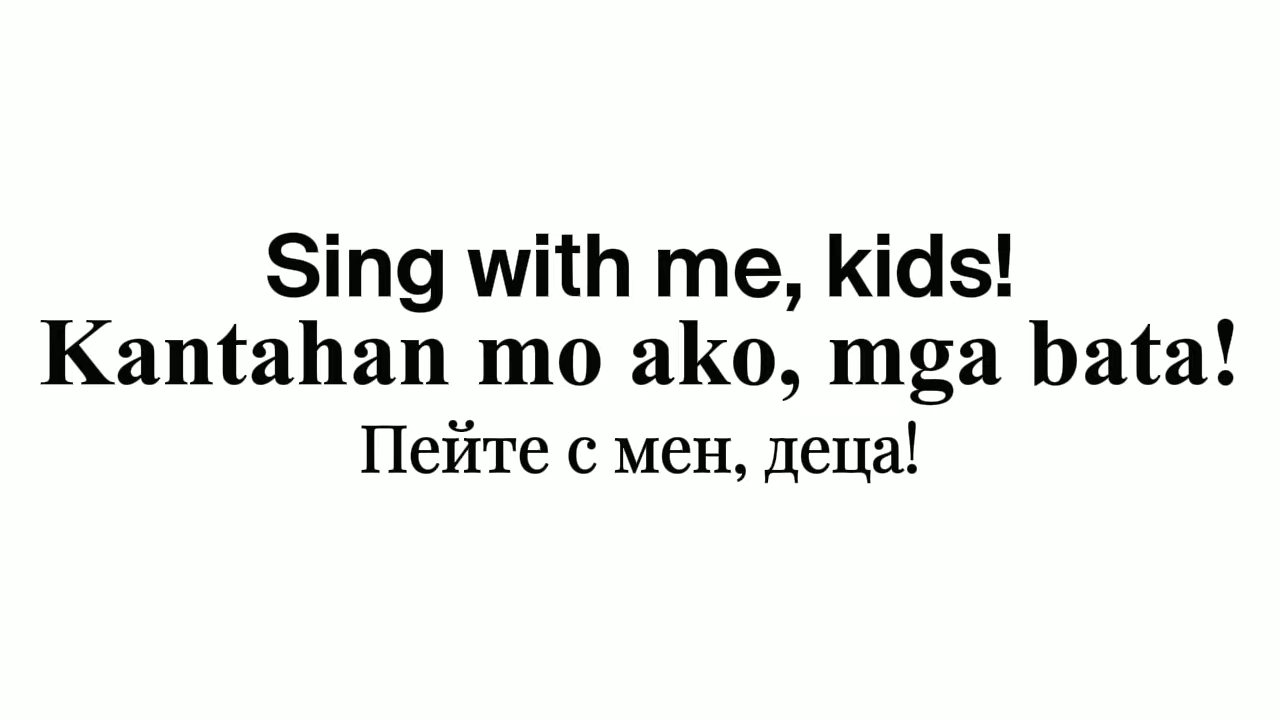 Sing with me, kids!
Kantahan mo ako, mga bata!
Пейте с мен, деца!